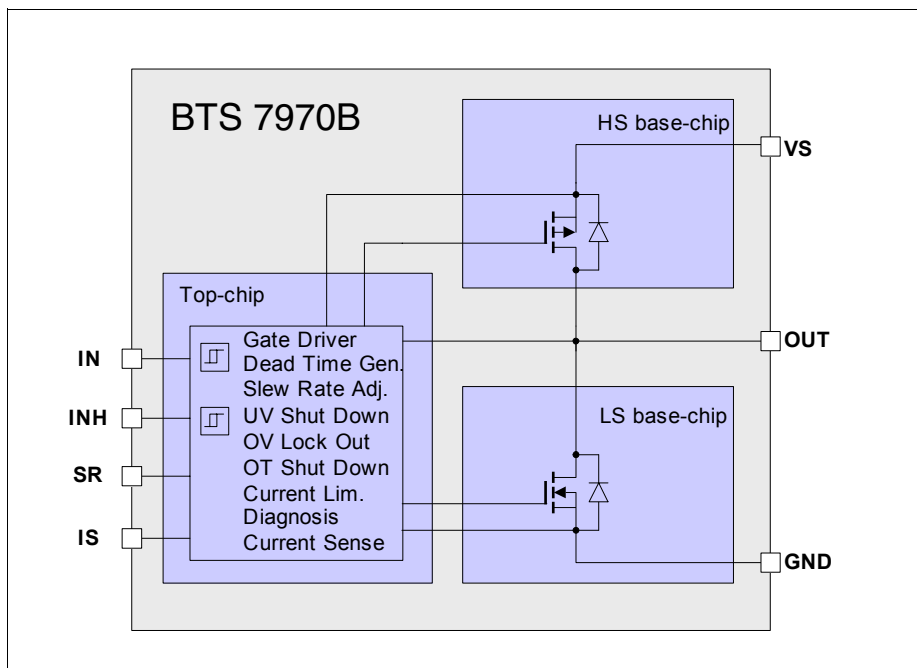 BTS 7970B
HS base-chip
VS
Top-chip
IN
INH
SR
IS
Gate Driver
Dead Time Gen.
Slew Rate Adj.
UV Shut Down
OV Lock Out
OT Shut Down
Current Lim.
Diagnosis
Current Sense
OUT
LS base-chip
GND